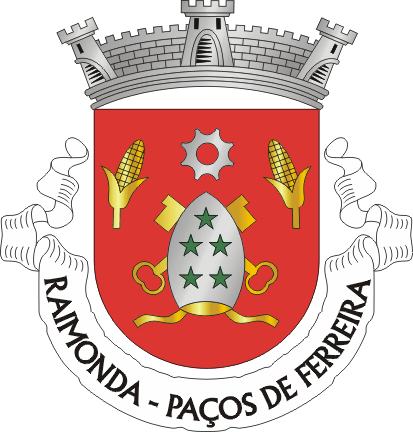 RAIMONDA - PAÇOS DE FERREIRA